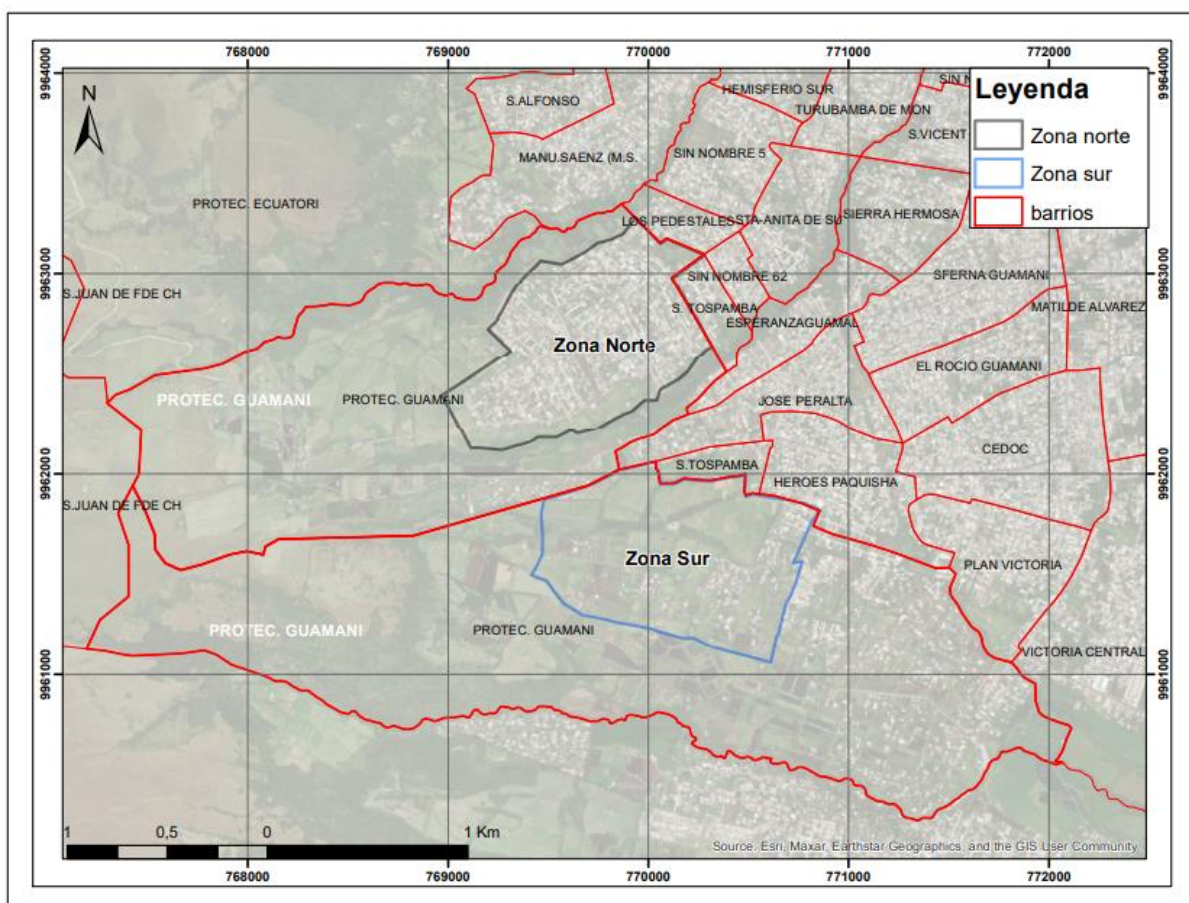 768000
769000
770000
771000
772000
9964000
9964000
N
Leyenda
Zona norte
Zona sur
barrios
S.ALFONSO
HEMISFERIO SUR
SIN N
TURUBAMBA DE MON
S.VICENT
MANU.SAENZ (M.S.
SIN NOMBRE 5
PROTEC. ECUATORI
LOS PEDESTALES
STA-ANITA DE SU
SIERRA HERMOSA
9963000
9963000
S.JUAN DE FDE CH
SIN NOMBRE 62
SFERNA GUAMANI
S. TOSPAMBA
MATILDE ALVAREZ
ESPERANZAGUAMAL
Zona Norte
EL ROCIO GUAMANI
PROTEC. GUAMANI
PROTEC. GUAMANI
JOSE PERALTA
CEDOC
9962000
9962000
S.TOSPAMBA
HEROES PAQUISHA
S.JUAN DE FDE CH
Zona Sur
PLAN VICTORIA
PROTEC. GUAMANI
PROTEC. GUAMANI
VICTORIA CENTRAL
9961000
9961000
1
0,5
0
1 Km
Source: Esri, Maxar, Earthstar Geographics, and the GIS User Community
768000
769000
770000
771000
772000